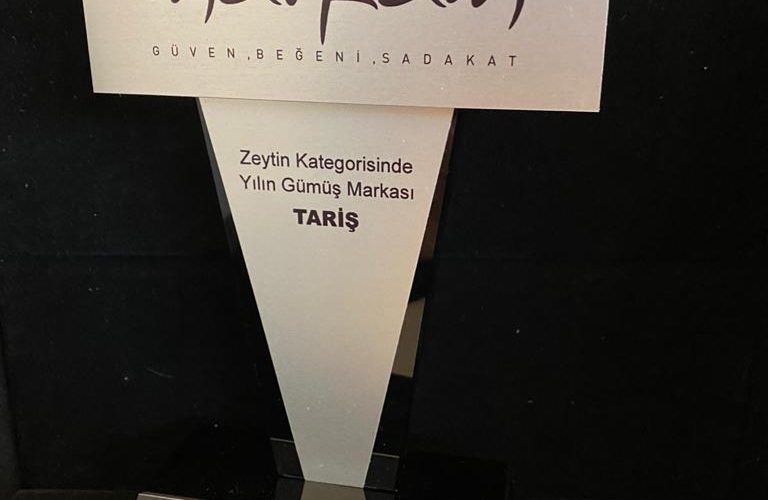 GÜVEN,BEĞENİ,SADAKAT
Zeytin Kategorisinde
Yılın Gümüş Markası
TARİŞ